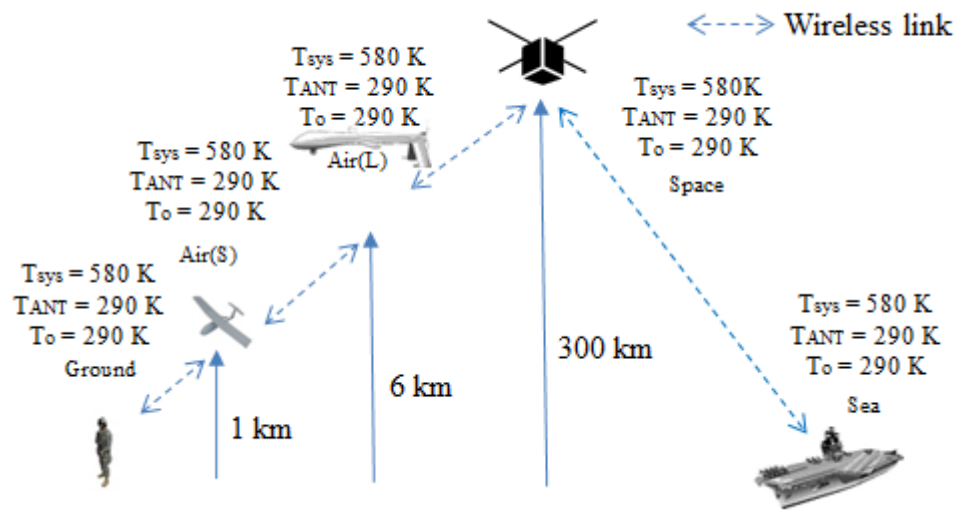 Wireless link
Tsys = 580 K
TANT = 290 K
To = 290 K
Air(L)
Tsys = 580K
TANT = 290 K
To = 290 K
Space
Tsys = 580 K
TANT = 290 K
To = 290 K
Air(S)
Tsys = 580 K
TANT = 290 K
To = 290 K
Ground
Tsys = 580 K
TANT = 290 K
To = 290 K
Sea
1 km
6 km
300 km